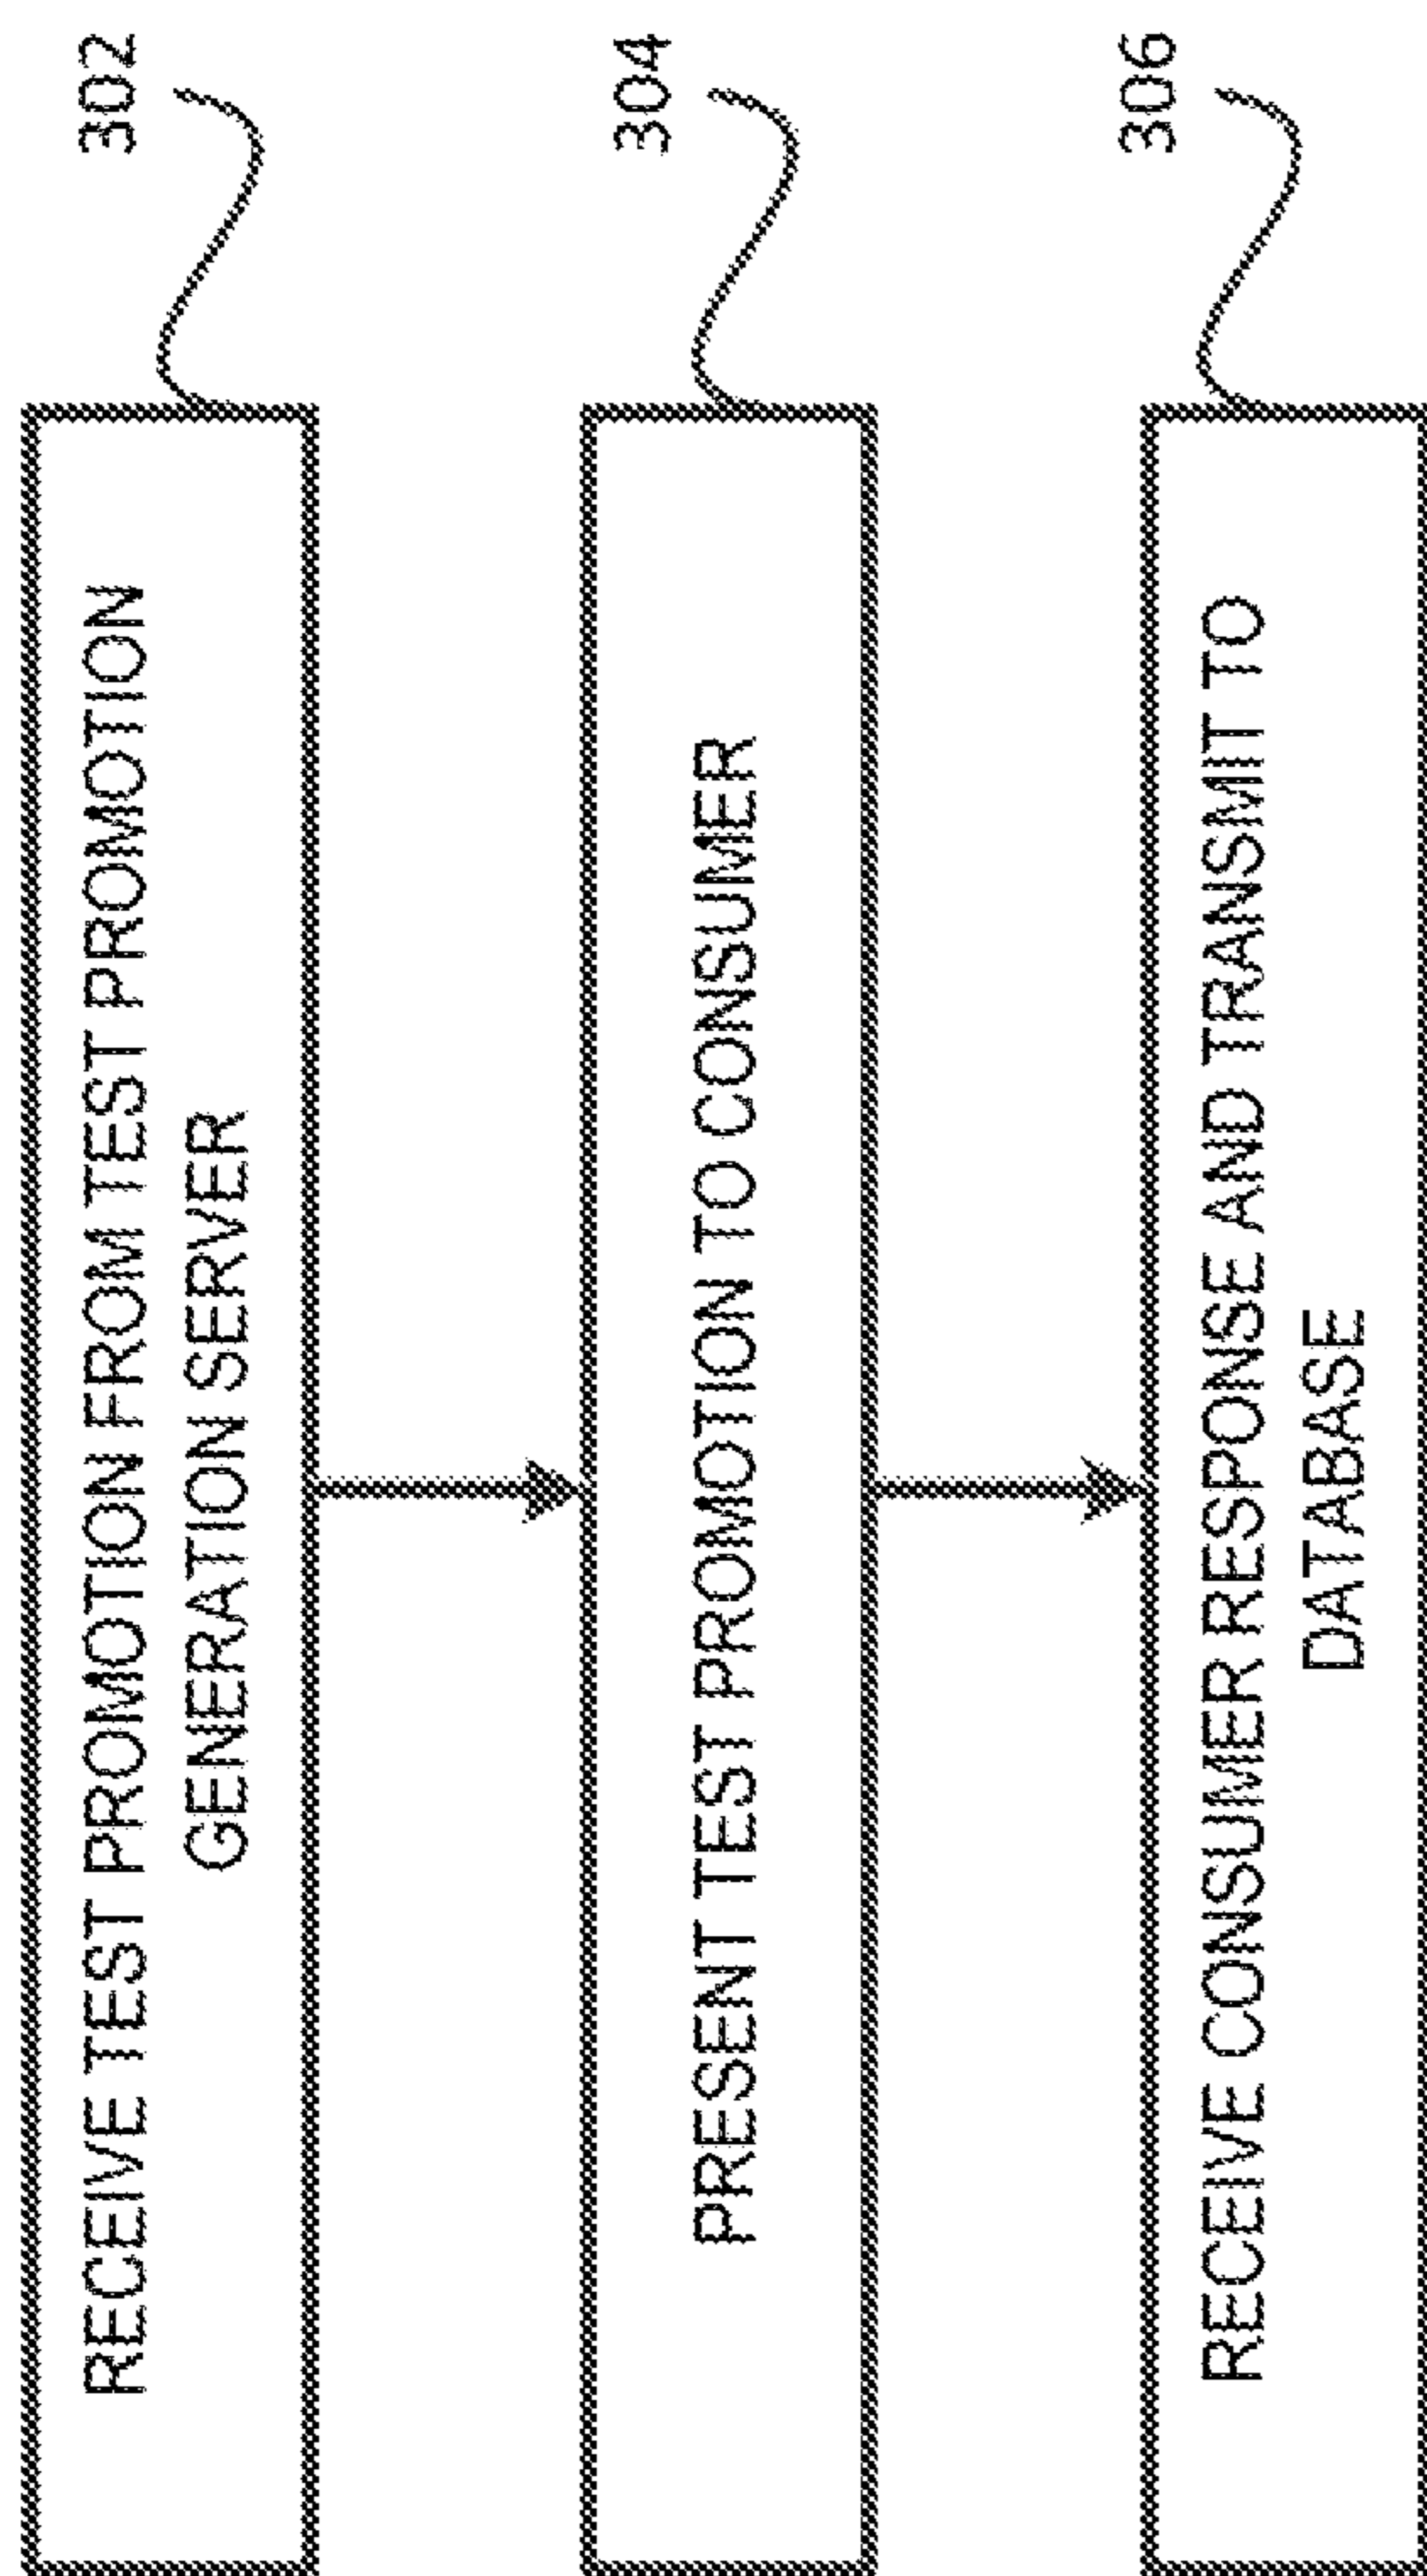 RECEIVE TEST PROMOTION FROM TEST PROMOTION
GENERATION SERVER
302
PRESENT TEST PROMOTION TO CONSUMER
304
RECEIVE CONSUMER RESPONSE AND TRANSMIT TO
DATABASE
306